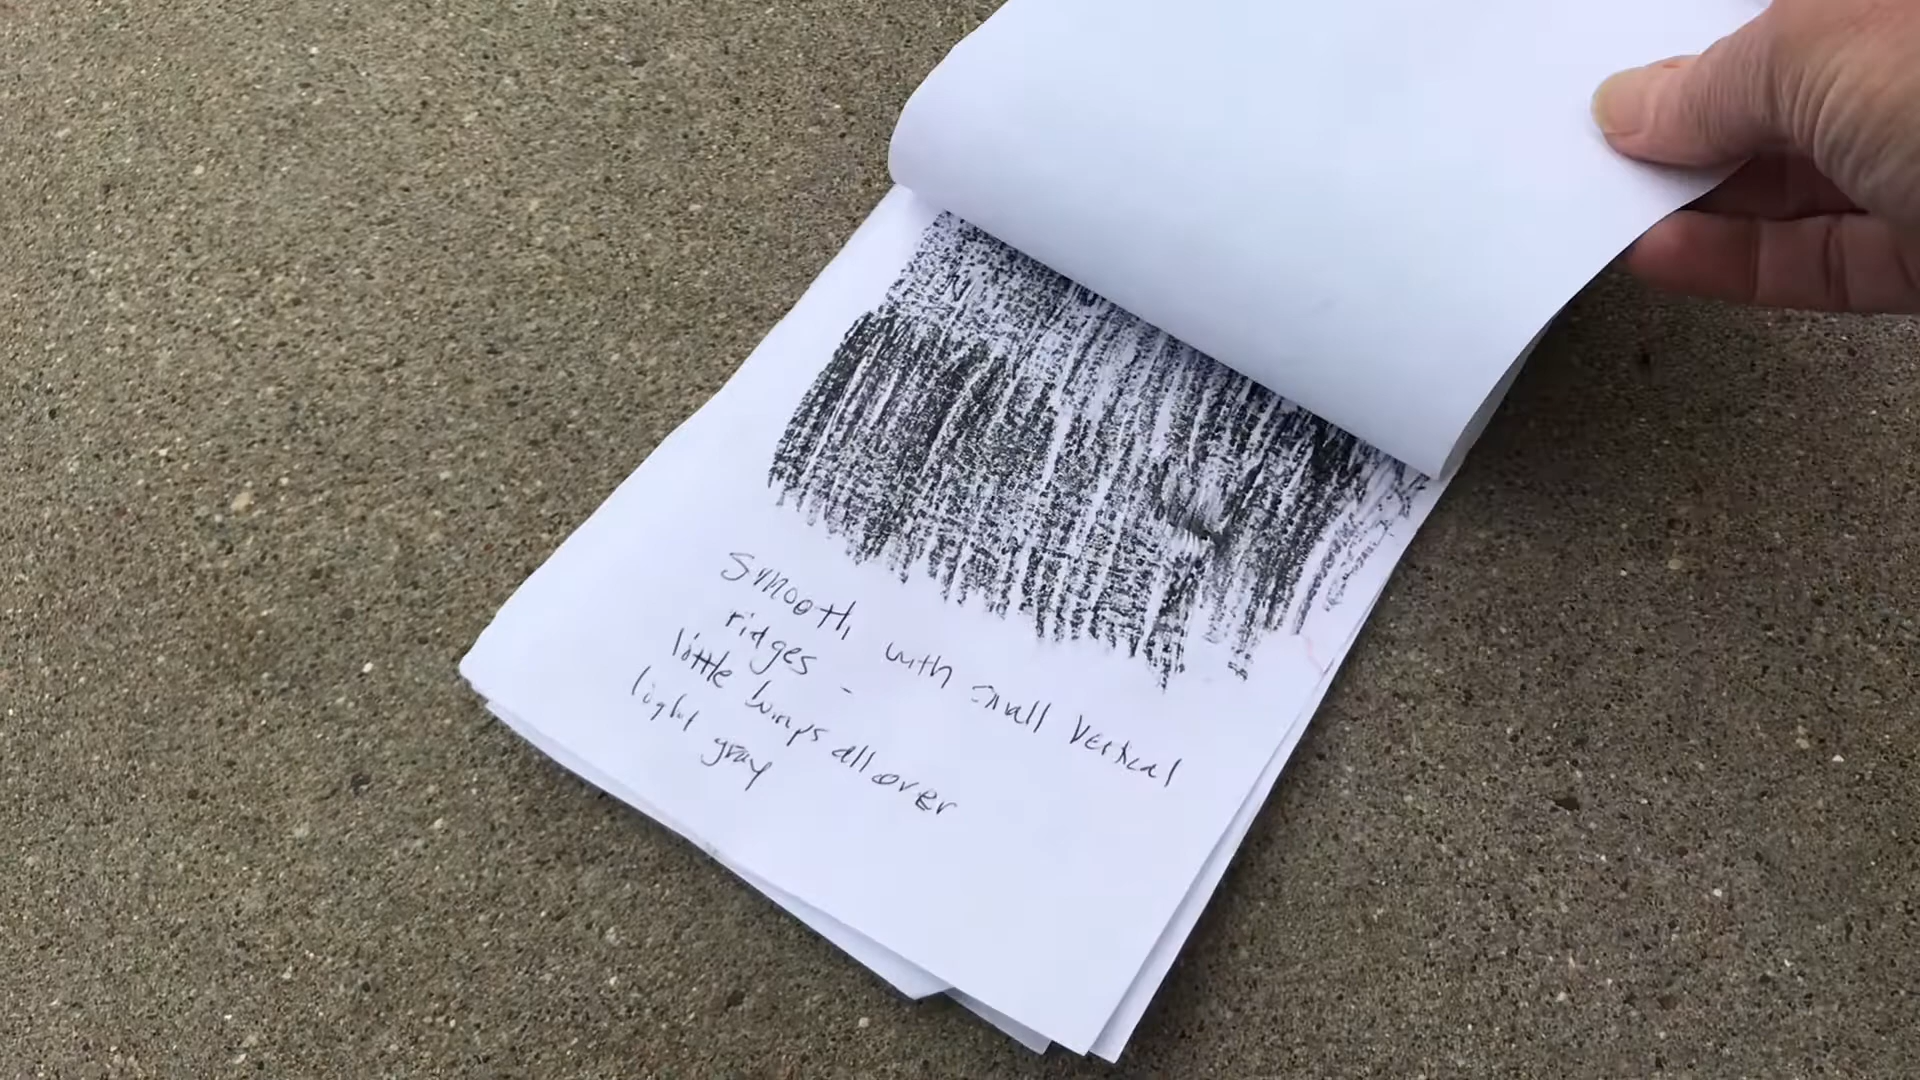 Smooth, with small vertical
ridges -
little bumps all over
light gray